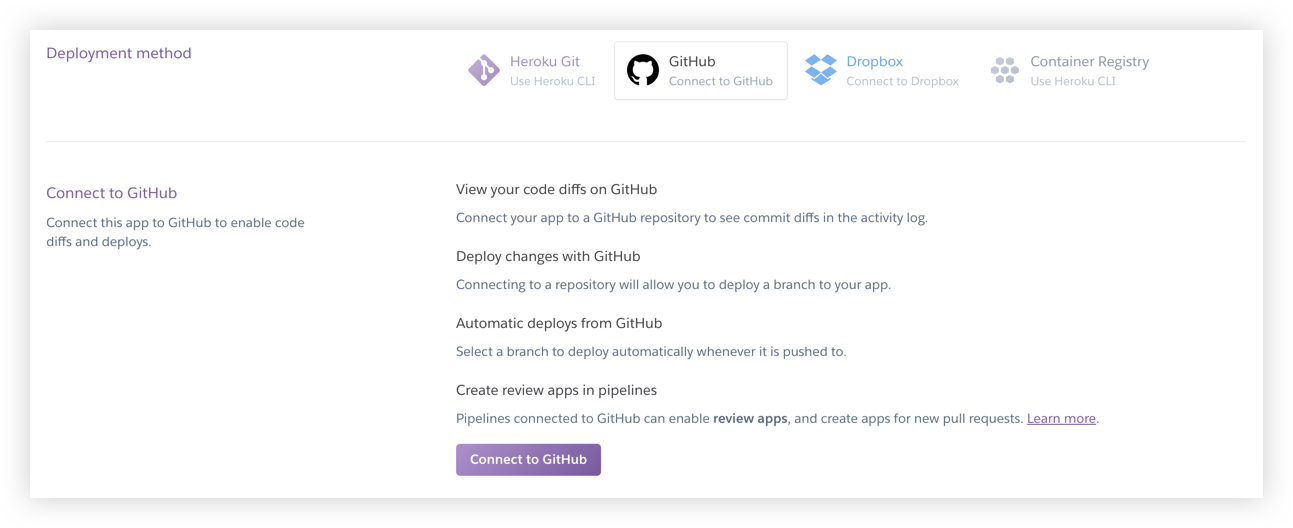 Deployment method
Heroku Git
Use Heroku CLI
GitHub
Connect to GitHub
Dropbox
Connect to Dropbox
Container Registry
Use Heroku CLI
Connect to GitHub
Connect this app to GitHub to enable code
diffs and deploys.
View your code diffs on GitHub
Connect your app to a GitHub repository to see commit diffs in the activity log.
Deploy changes with GitHub
Connecting to a repository will allow you to deploy a branch to your app.
Automatic deploys from GitHub
Select a branch to deploy automatically whenever it is pushed to.
Create review apps in pipelines
Pipelines connected to GitHub can enable review apps, and create apps for new pull requests. Learn more.
Connect to GitHub